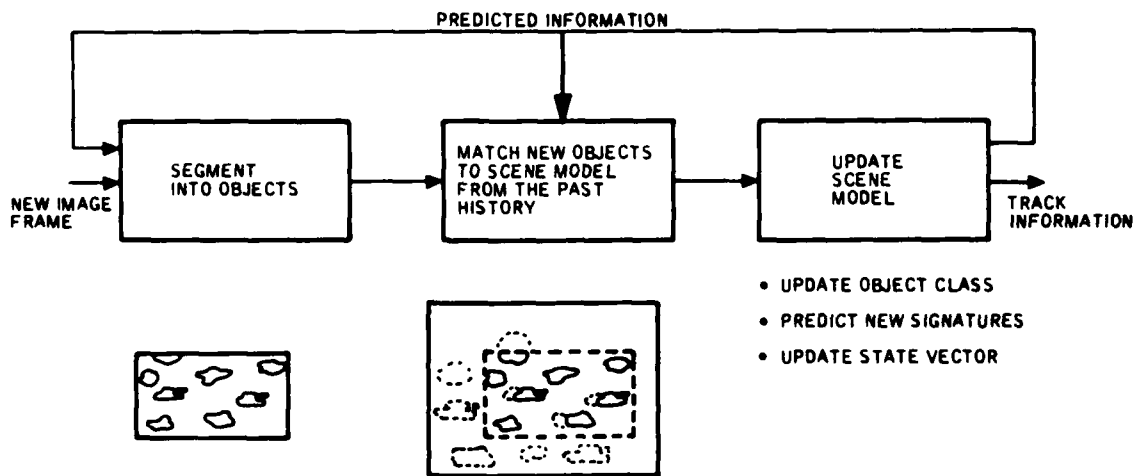 PREDICTED INFORMATION
SEGMENT
INTO OBJECTS
MATCH NEW OBJECTS
TO SCENE MODEL
FROM THE PAST
HISTORY
UPDATE
SCENE
MODEL
NEW IMAGE
FRAME
TRACK
INFORMATION
• UPDATE OBJECT CLASS
• PREDICT NEW SIGNATURES
• UPDATE STATE VECTOR